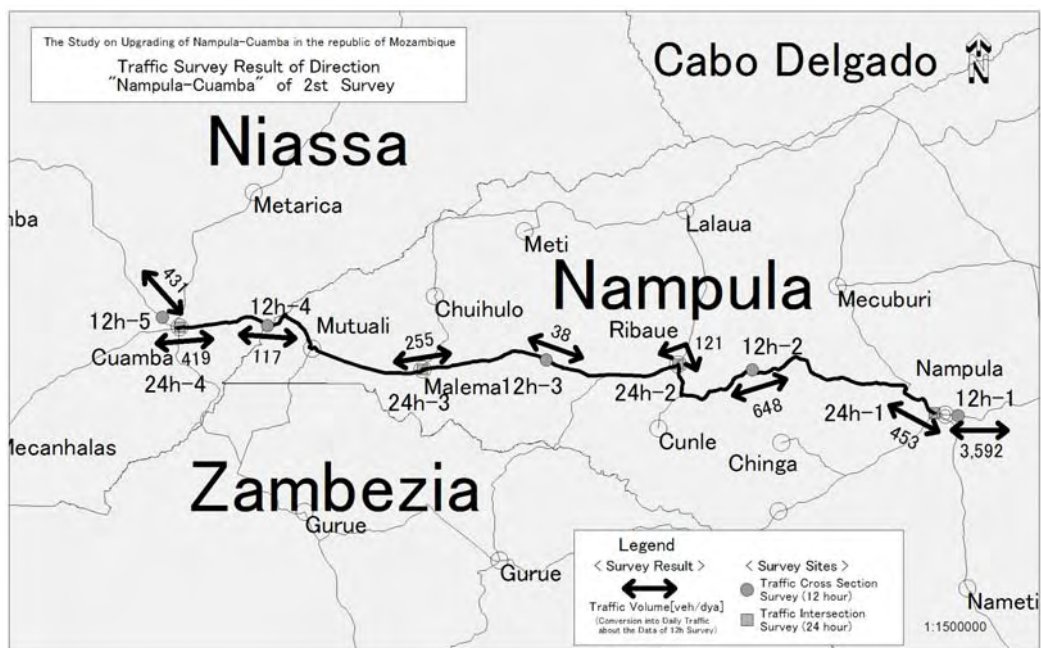 The Study on Upgrading of Nampula-Cuamba in the republic of Mozambique
Traffic Survey Result of Direction
"Nampula-Cuamba" of 2st Survey
Cabo Delgado
N
Niassa
Metarica
mba
Lalaua
Meti
Nampula
Mecuburi
431
Chuihulo
12h-4
12h-5
Mutuali
38
Ribaue
121
12h-2
255
Cuamba
419
117
Malema
12h-3
Nampula
24h-4
24h-3
24h-2
648
24h-1
12h-1
453
3,592
Cunle
Mecanhalas
Chinga
Zambezia
Gurue
Gurue
Legend
< Survey Result >
Traffic Volume[veh/dya]
(Conversion into Daily Traffic
about the Data of 12h Survey)
< Survey Sites >
Traffic Cross Section
Survey (12 hour)
Traffic Intersection
Survey (24 hour)
Nameti
1:1500000